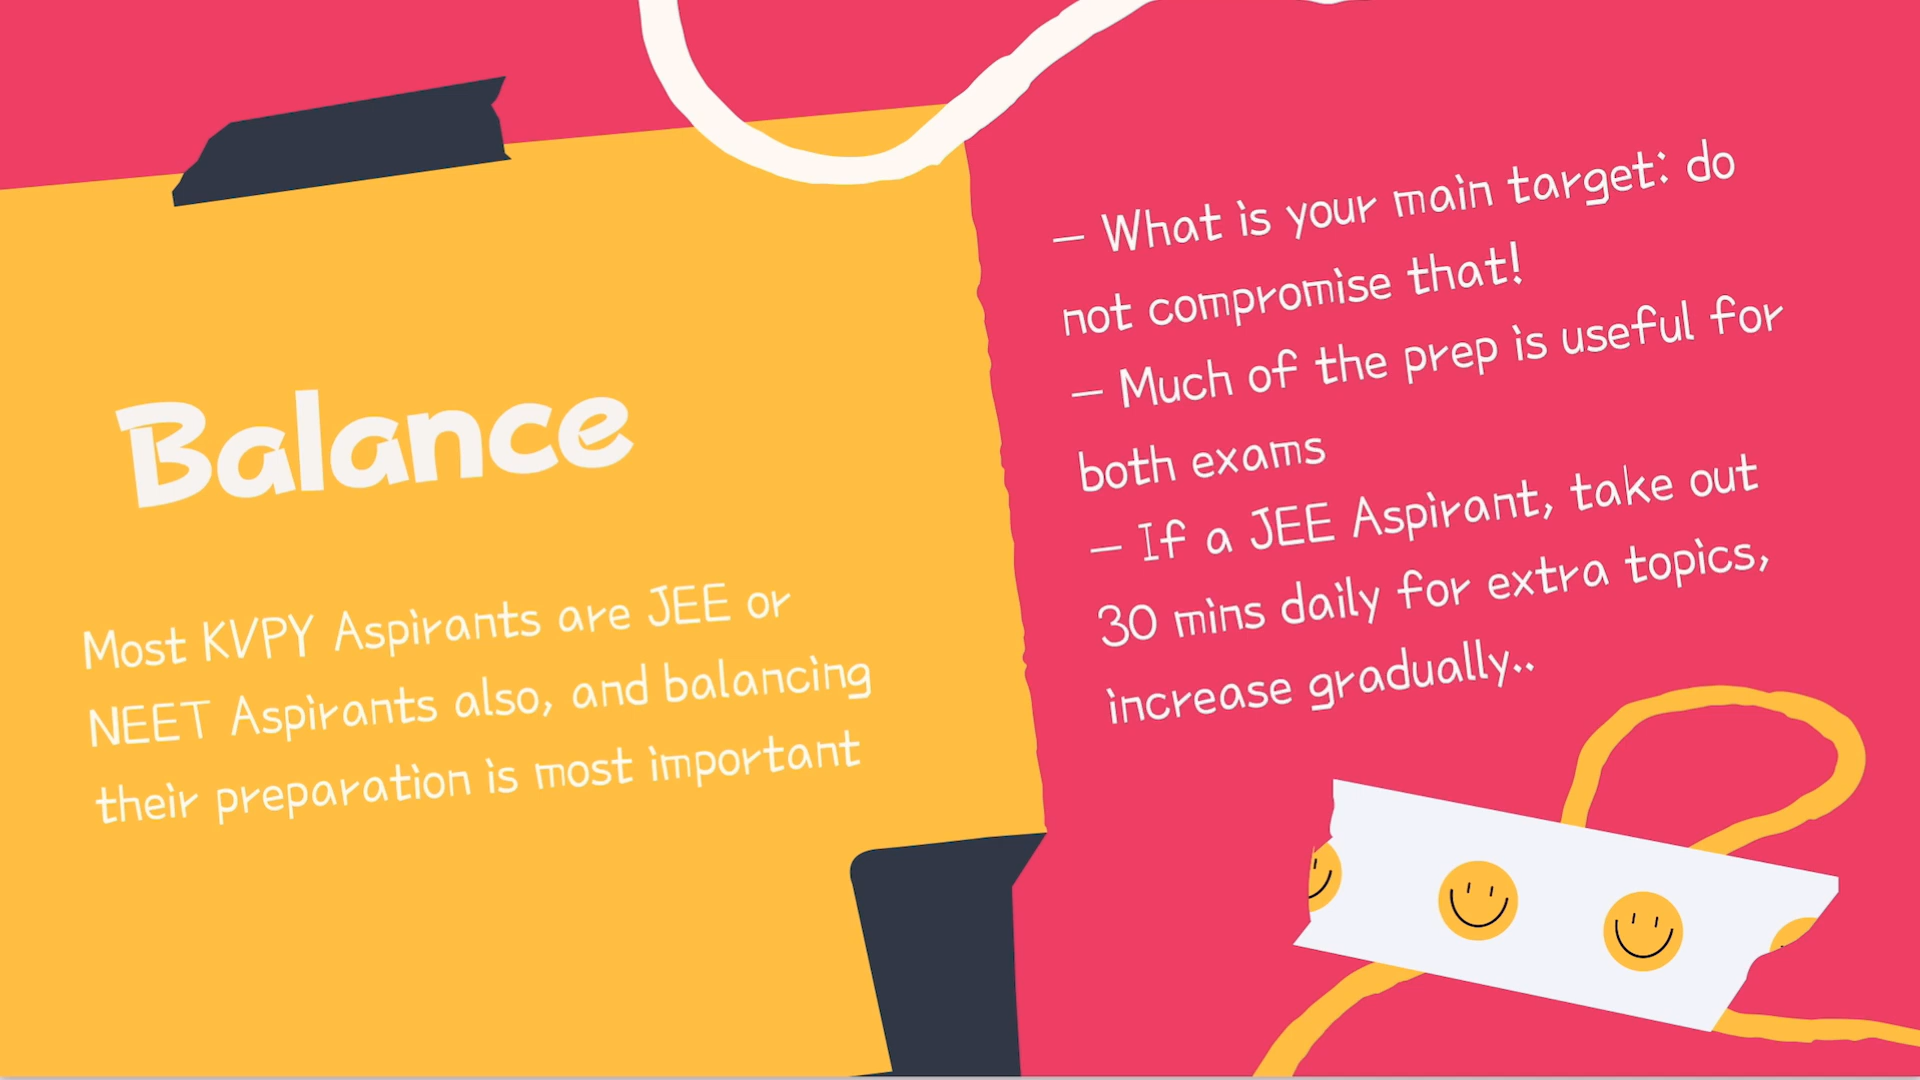 Balance
Most KVPY Aspirants are JEE or
NEET Aspirants also, and balancing
their preparation is most important
– What is your main target: do
not compromise that!
– Much of the prep is useful for
both exams
– If a JEE Aspirant, take out
30 mins daily for extra topics,
increase gradually..